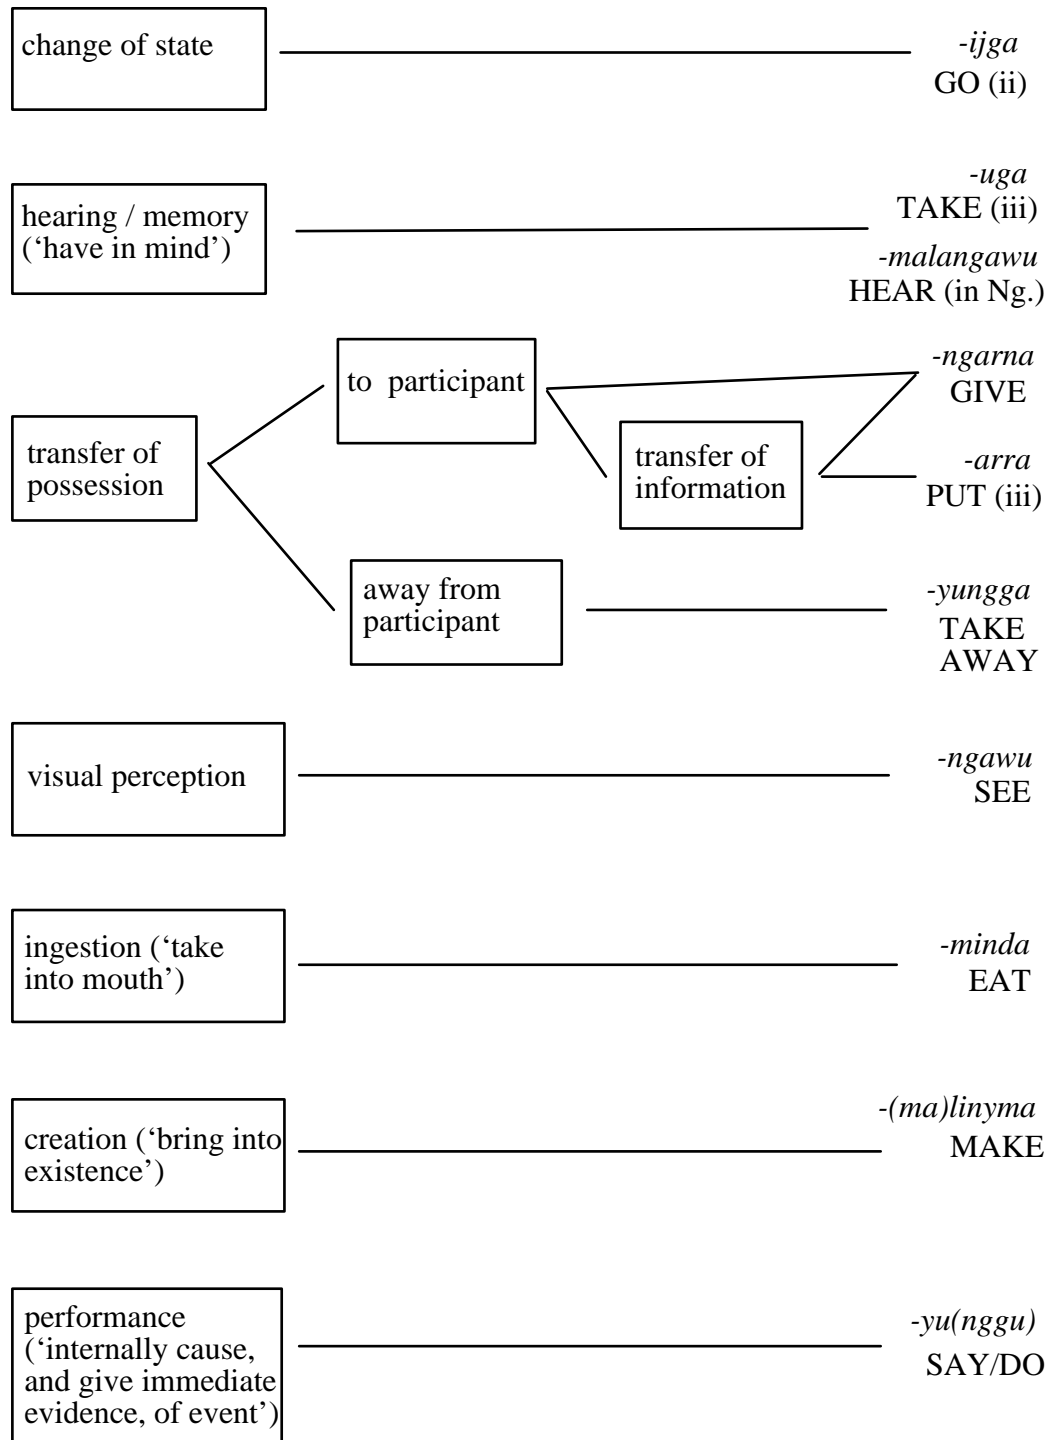 change of state
-ijga
GO (ii)
-uga
TAKE (iii)
hearing / memory
(‘have in mind’)
-malangawu
HEAR (in Ng.)
to participant
-ngarna
GIVE
transfer of
possession
transfer of
information
-arra
PUT (iii)
away from
participant
-yungga
TAKE
AWAY
visual perception
-ngawu
SEE
ingestion (‘take
into mouth’)
-minda
EAT
creation (‘bring into
existence’)
-(ma)linyma
MAKE
performance
(‘internally cause,
and give immediate
evidence, of event’)
-yu(nggu)
SAY/DO